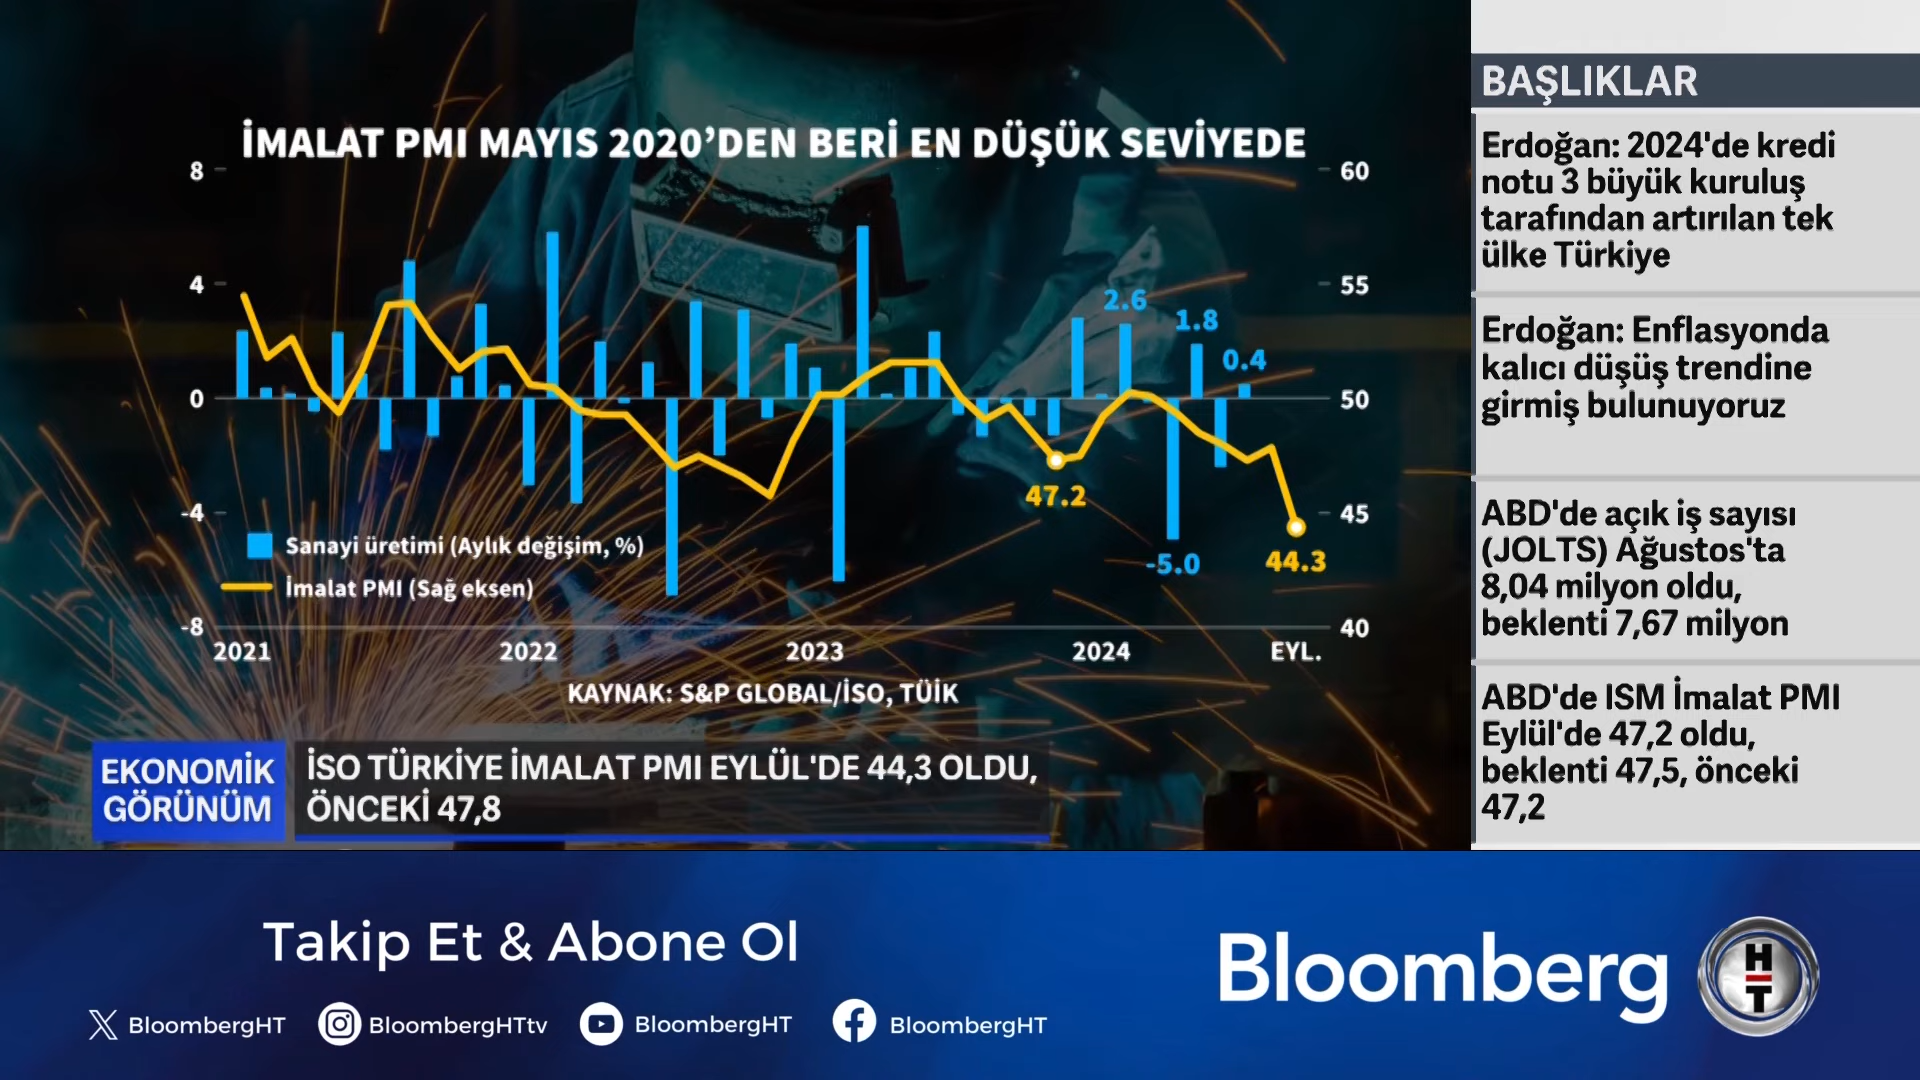 İMALAT PMI MAYIS 2020’DEN BERİ EN DÜŞÜK SEVİYEDE
8
4
0
-4
-8
60
55
50
45
40
2.6
1.8
0.4
47.2
-5.0
44.3
Sanayi üretimi (Aylık değişim, %)
İmalat PMI (Sağ eksen)
2021
2022
2023
2024
EYL.
KAYNAK: S&P GLOBAL/İSO, TÜİK
EKONOMİK
GÖRÜNÜM
İSO TÜRKİYE İMALAT PMI EYLÜL'DE 44,3 OLDU,
ÖNCEKİ 47,8
BAŞLIKLAR
Erdoğan: 2024'de kredi
notu 3 büyük kuruluş
tarafından artırılan tek
ülke Türkiye
Erdoğan: Enflasyonda
kalıcı düşüş trendine
girmiş bulunuyoruz
ABD'de açık iş sayısı
(JOLTS) Ağustos'ta
8,04 milyon oldu,
beklenti 7,67 milyon
ABD'de ISM İmalat PMI
Eylül'de 47,2 oldu,
beklenti 47,5, önceki
47,2
Takip Et & Abone Ol
BloombergHT
BloombergHTtv
BloombergHT
BloombergHT
Bloomberg
HT